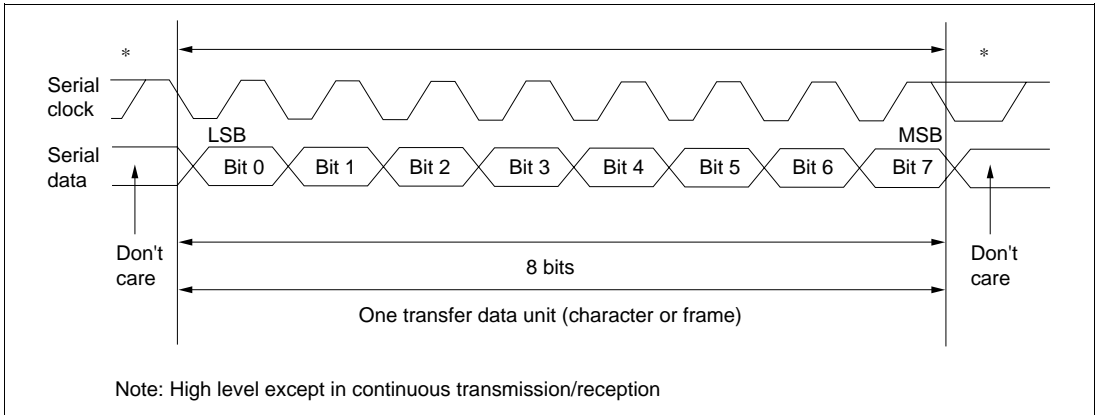 * *
Serial
clock
LSB MSB
Serial
data
Bit 0 Bit 1 Bit 2 Bit 3 Bit 4 Bit 5 Bit 6 Bit 7
Don't
care
Don't
care
8 bits
One transfer data unit (character or frame)
Note: High level except in continuous transmission/reception